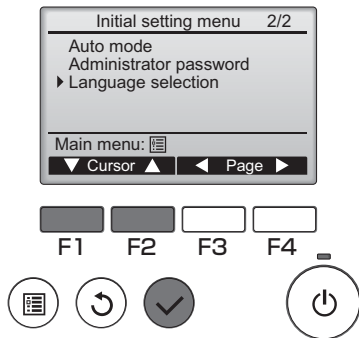 Initial setting menu 2/2
Auto mode
Administrator password
Language selection
Main menu:
Cursor Page
F1 F2 F3 F4